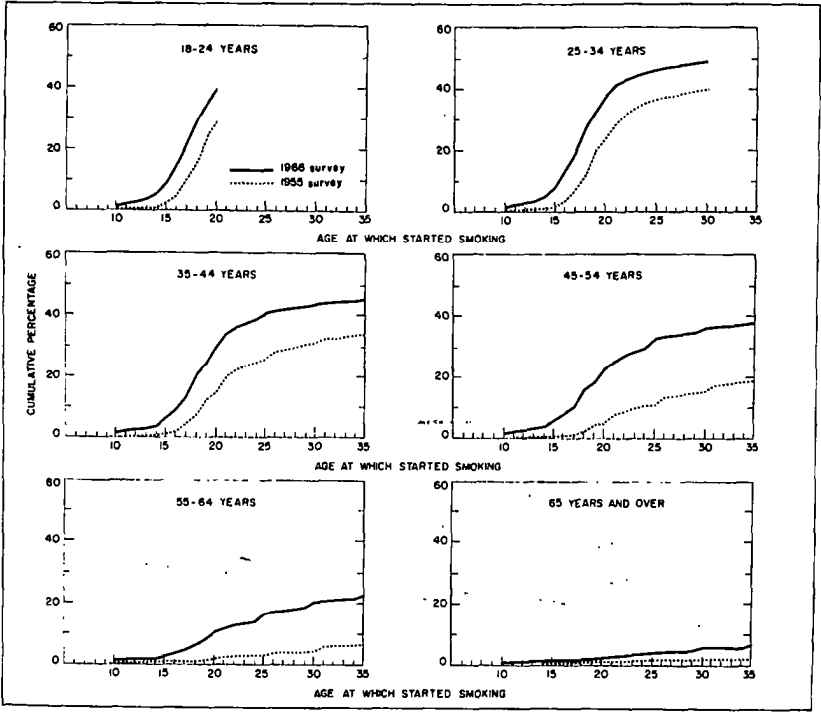 18-24 YEARS
60
40
20
0
10 15 20 25 30 35
1966 survey
1955 survey
25-34 YEARS
60
40
20
0
10 15 20 25 30 35
AGE AT WHICH STARTED SMOKING
CUMULATIVE PERCENTAGE
35-44 YEARS
60
40
20
0
10 15 20 25 30 35
45-54 YEARS
60
40
20
0
10 15 20 25 30 35
AGE AT WHICH STARTED SMOKING
55-64 YEARS
60
40
20
0
10 15 20 25 30 35
65 YEARS AND OVER
60
40
20
0
10 15 20 25 30 35
AGE AT WHICH STARTED SMOKING